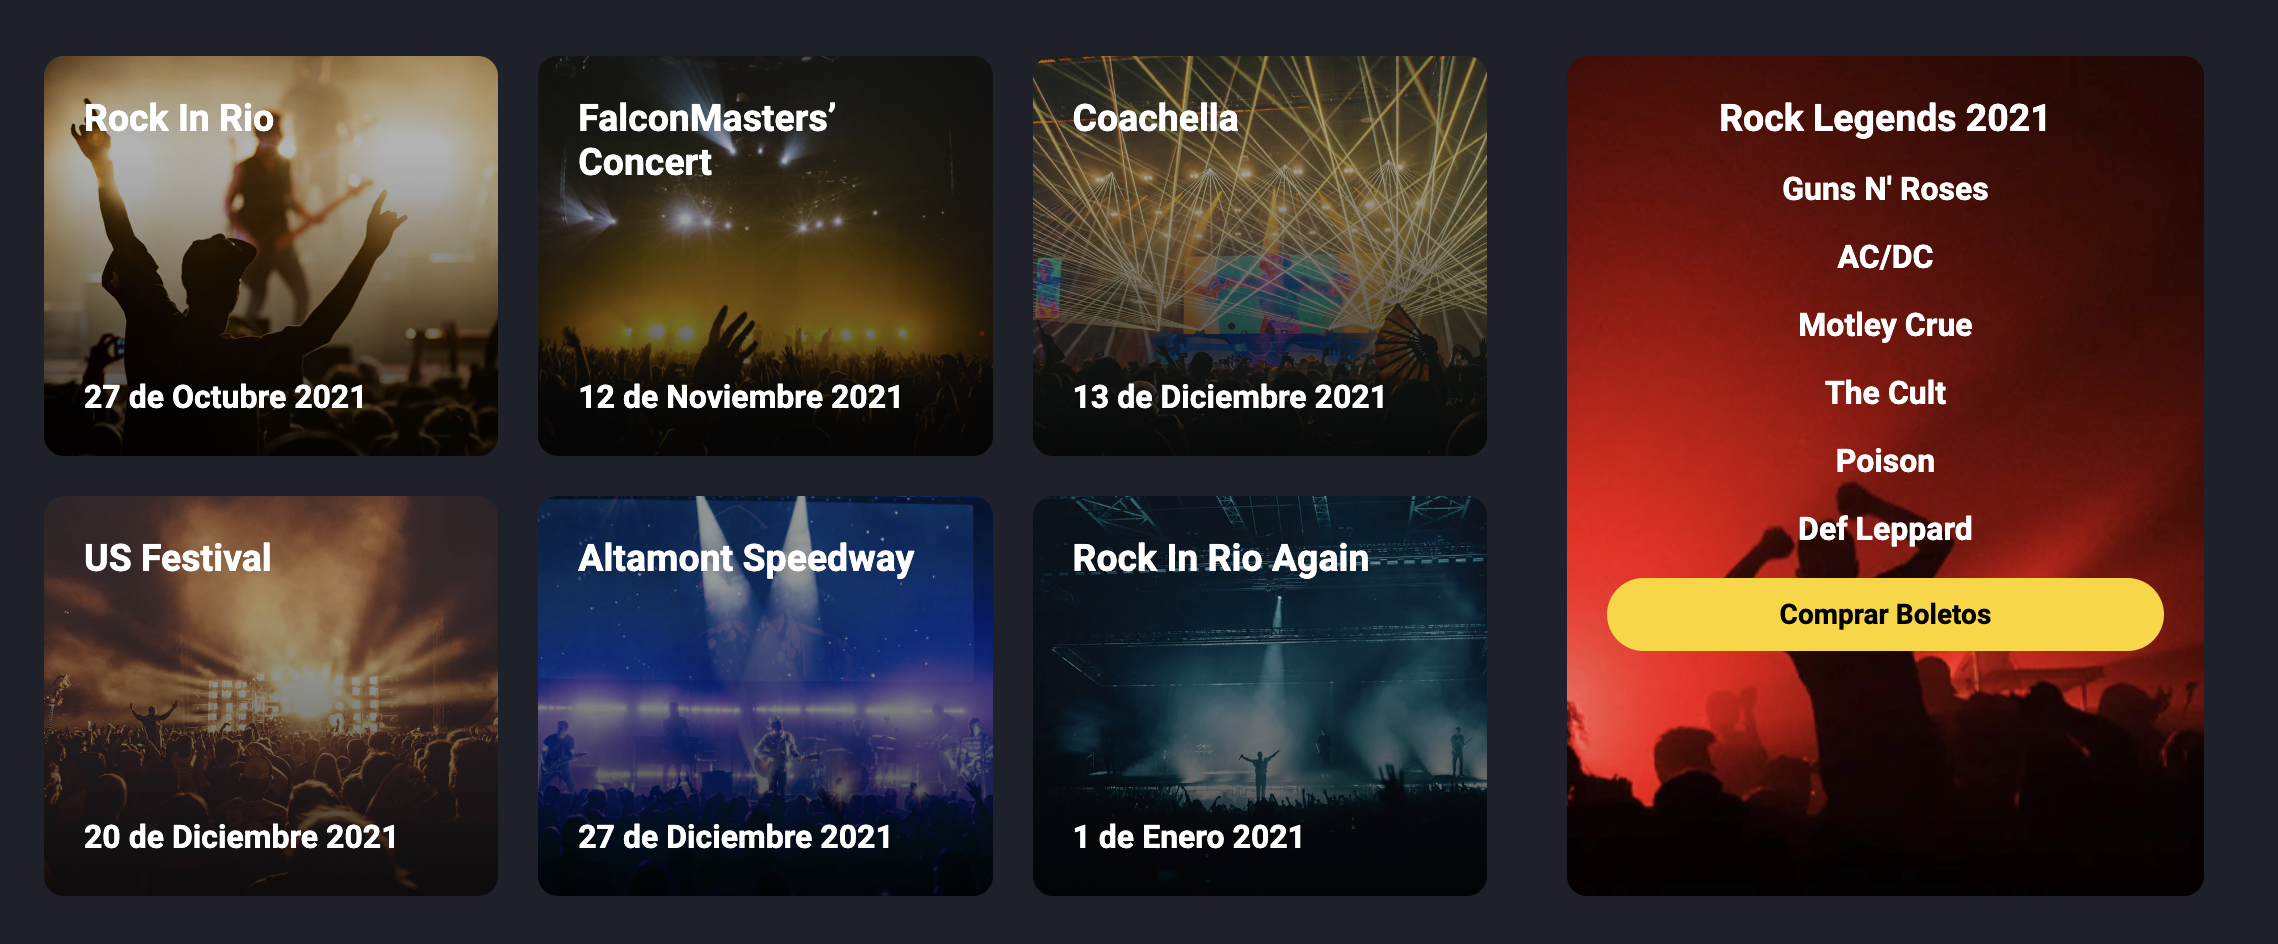 Rock In Rio
27 de Octubre 2021
FalconMasters’
Concert
12 de Noviembre 2021
Coachella
13 de Diciembre 2021
US Festival
20 de Diciembre 2021
Altamont Speedway
27 de Diciembre 2021
Rock In Rio Again
1 de Enero 2021
Rock Legends 2021
Guns N' Roses
AC/DC
Motley Crue
The Cult
Poison
Def Leppard
Comprar Boletos